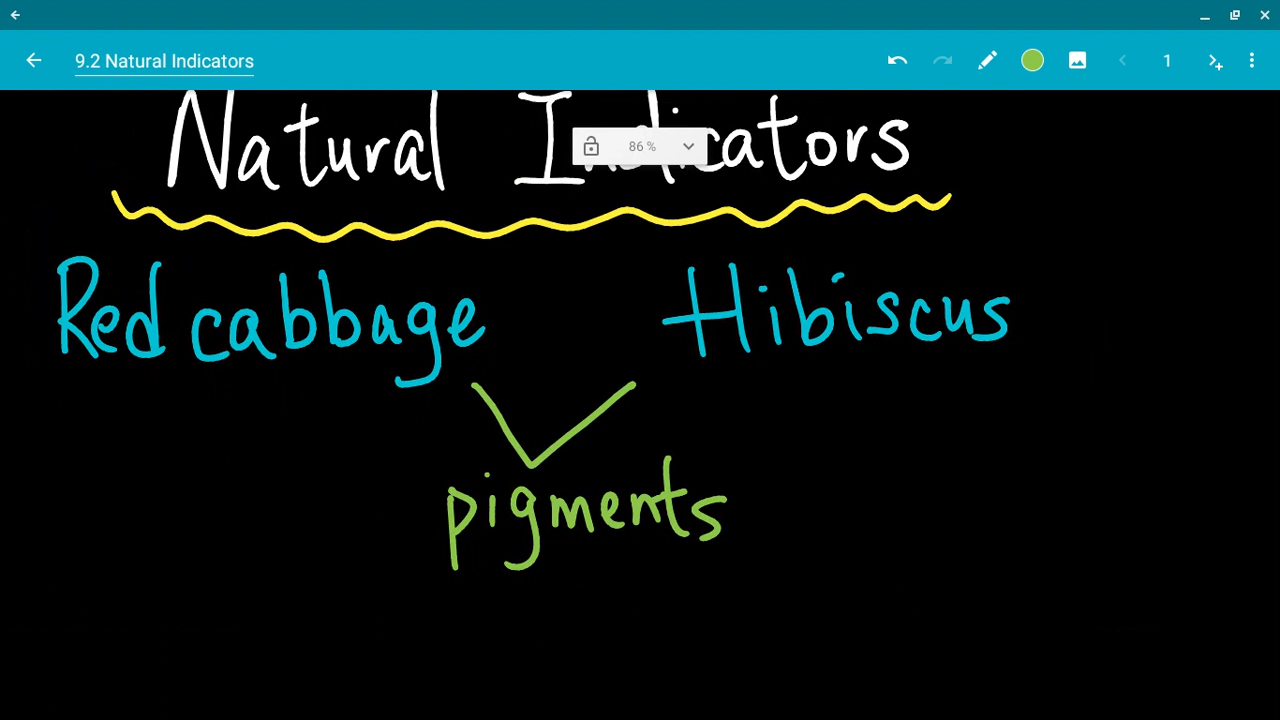 9.2 Natural Indicators
1
Natural Indicators
86 %
Red cabbage
Hibiscus
pigments